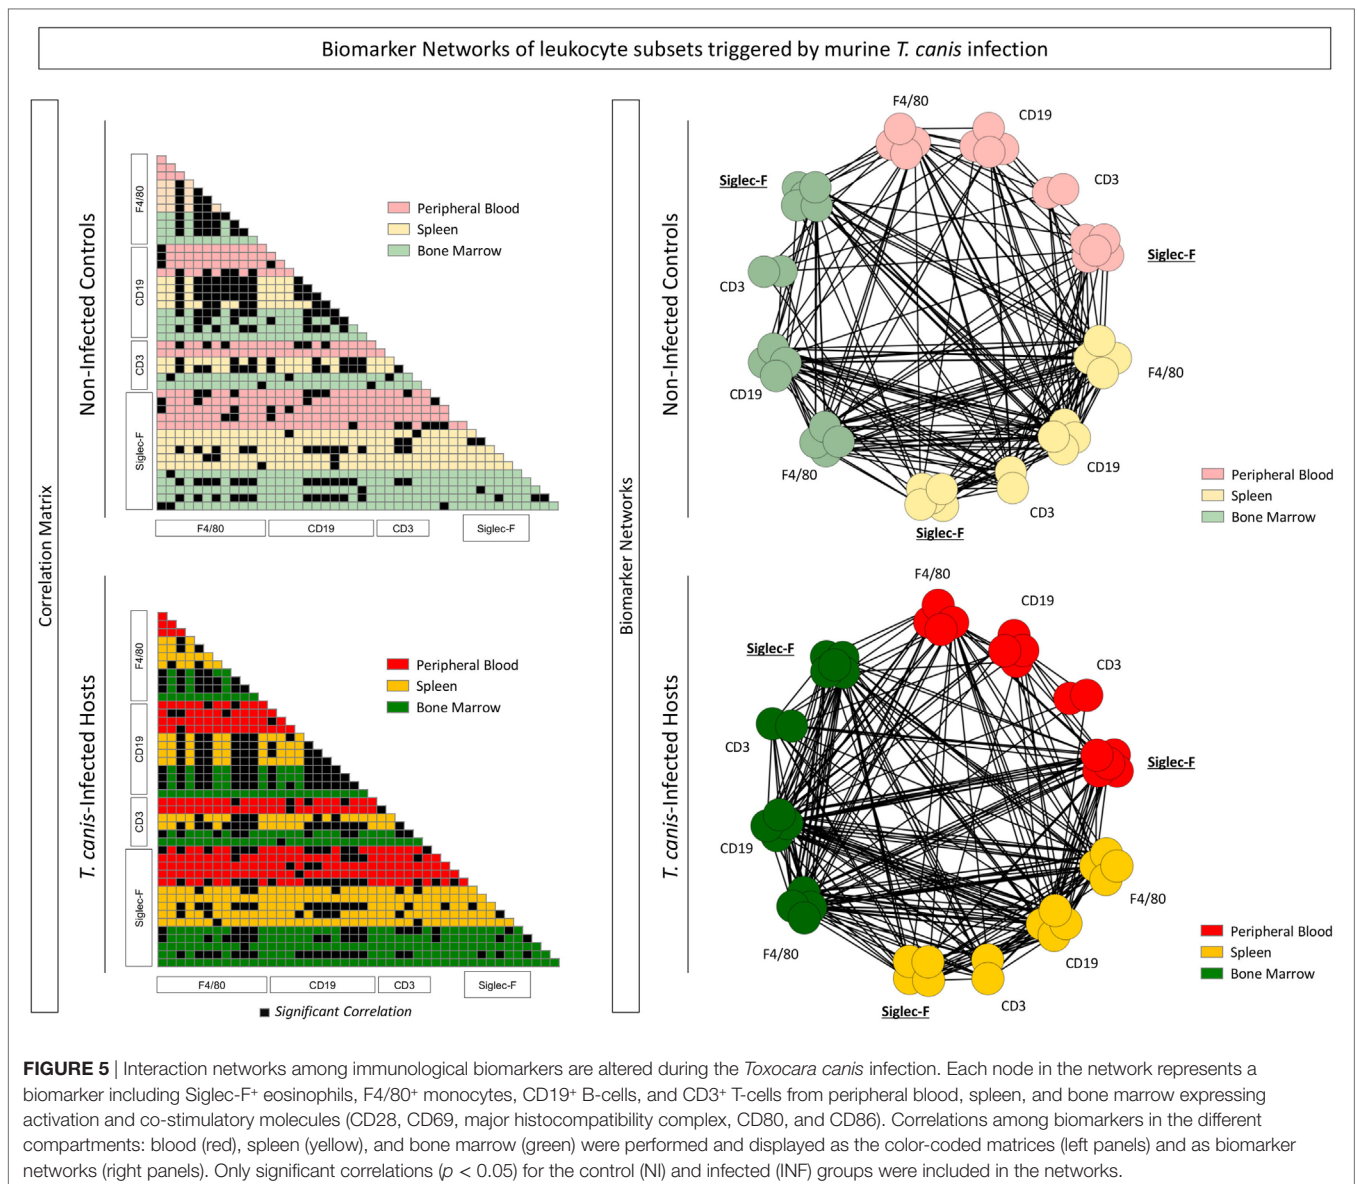 Biomarker Networks of leukocyte subsets triggered by murine T. canis infection
Correlation Matrix
Non-Infected Controls
F4/80
CD19
CD3
Siglec-F
Peripheral Blood
Spleen
Bone Marrow
F4/80
CD19
CD3
Siglec-F
T. canis-Infected Hosts
F4/80
CD19
CD3
Siglec-F
Peripheral Blood
Spleen
Bone Marrow
F4/80
CD19
CD3
Siglec-F
Significant Correlation
Biomarker Networks
Non-Infected Controls
F4/80
CD19
CD3
Siglec-F
F4/80
CD19
CD3
Siglec-F
F4/80
CD19
CD3
Siglec-F
Peripheral Blood
Spleen
Bone Marrow
T. canis-Infected Hosts
F4/80
CD19
CD3
Siglec-F
F4/80
CD19
CD3
Siglec-F
F4/80
CD19
CD3
Siglec-F
Peripheral Blood
Spleen
Bone Marrow
FIGURE 5 | Interaction networks among immunological biomarkers are altered during the Toxocara canis infection. Each node in the network represents a
biomarker including Siglec-F⁺ eosinophils, F4/80⁺ monocytes, CD19⁺ B-cells, and CD3⁺ T-cells from peripheral blood, spleen, and bone marrow expressing
activation and co-stimulatory molecules (CD28, CD69, major histocompatibility complex, CD80, and CD86). Correlations among biomarkers in the different
compartments: blood (red), spleen (yellow), and bone marrow (green) were performed and displayed as the color-coded matrices (left panels) and as biomarker
networks (right panels). Only significant correlations (p < 0.05) for the control (NI) and infected (INF) groups were included in the networks.